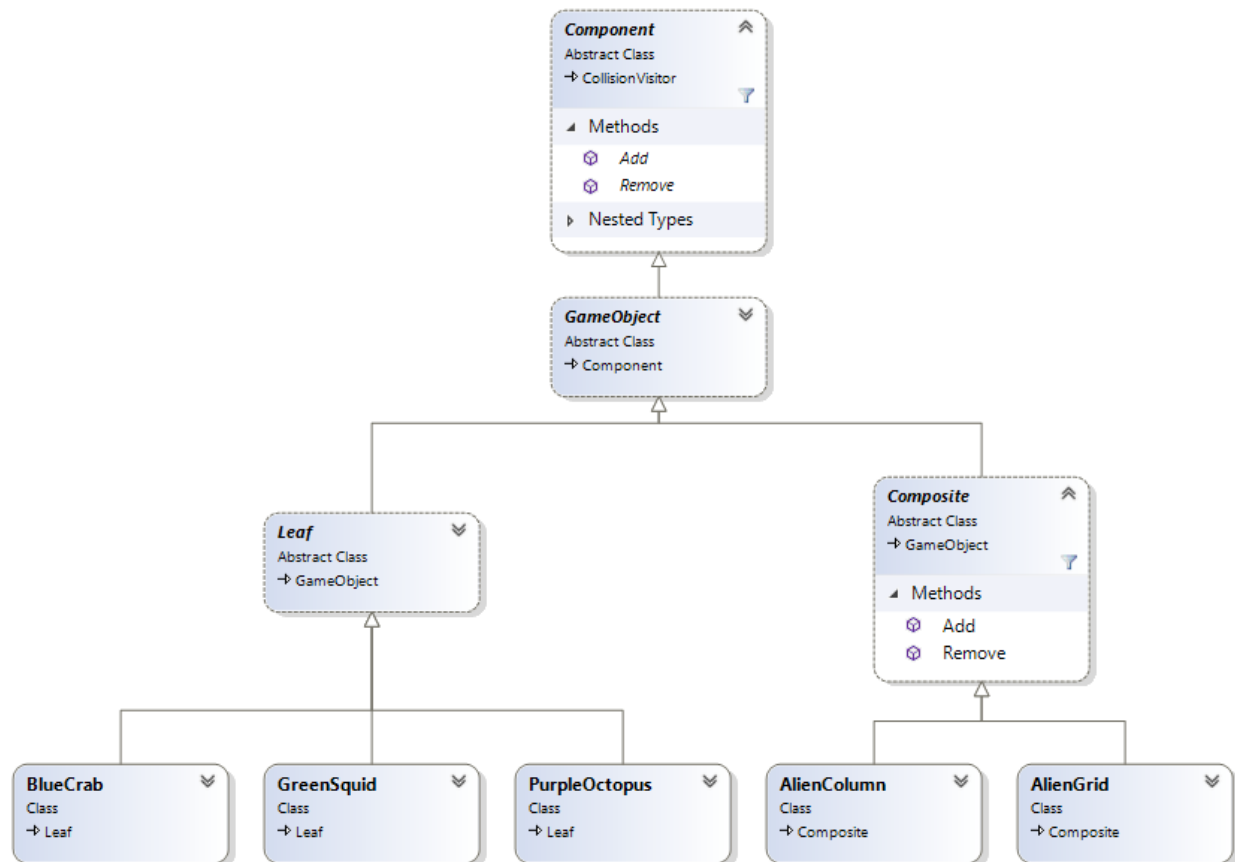 Component
Abstract Class
CollisionVisitor
Methods
Add
Remove
Nested Types
GameObject
Abstract Class
Component
Leaf
Abstract Class
GameObject
Composite
Abstract Class
GameObject
Methods
Add
Remove
BlueCrab
Class
Leaf
GreenSquid
Class
Leaf
PurpleOctopus
Class
Leaf
AlienColumn
Class
Composite
AlienGrid
Class
Composite